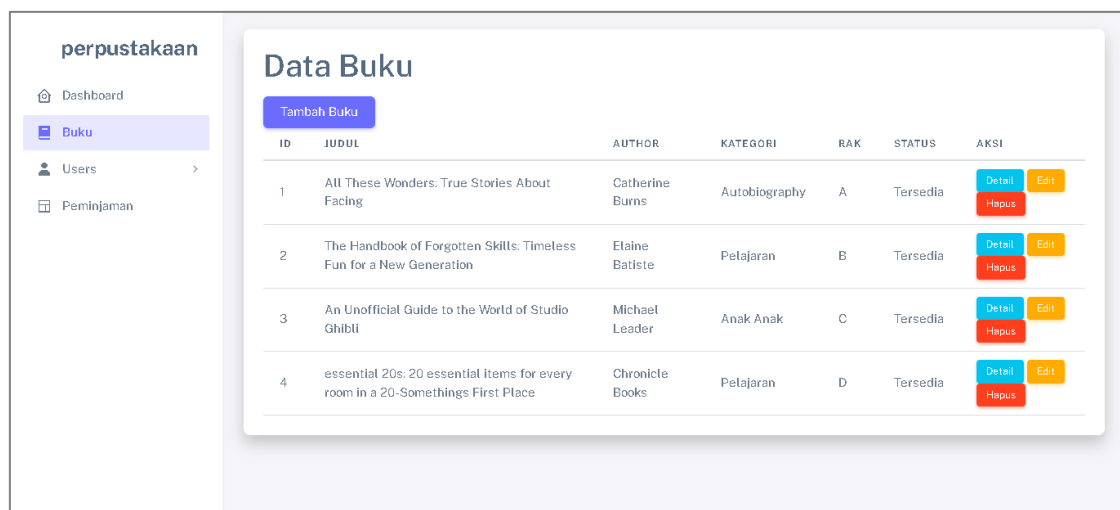 perpustakaan
Dashboard
Buku
Users
Peminjaman
Data Buku
Tambah Buku
ID JUDUL AUTHOR KATEGORI RAK STATUS AKSI
1 All These Wonders: True Stories About Facing Catherine Burns Autobiography A Tersedia Detail Edit Hapus
2 The Handbook of Forgotten Skills: Timeless Fun for a New Generation Elaine Batiste Pelajaran B Tersedia Detail Edit Hapus
3 An Unofficial Guide to the World of Studio Ghibli Michael Leader Anak Anak C Tersedia Detail Edit Hapus
4 essential 20s: 20 essential items for every room in a 20-Somethings First Place Chronicle Books Pelajaran D Tersedia Detail Edit Hapus